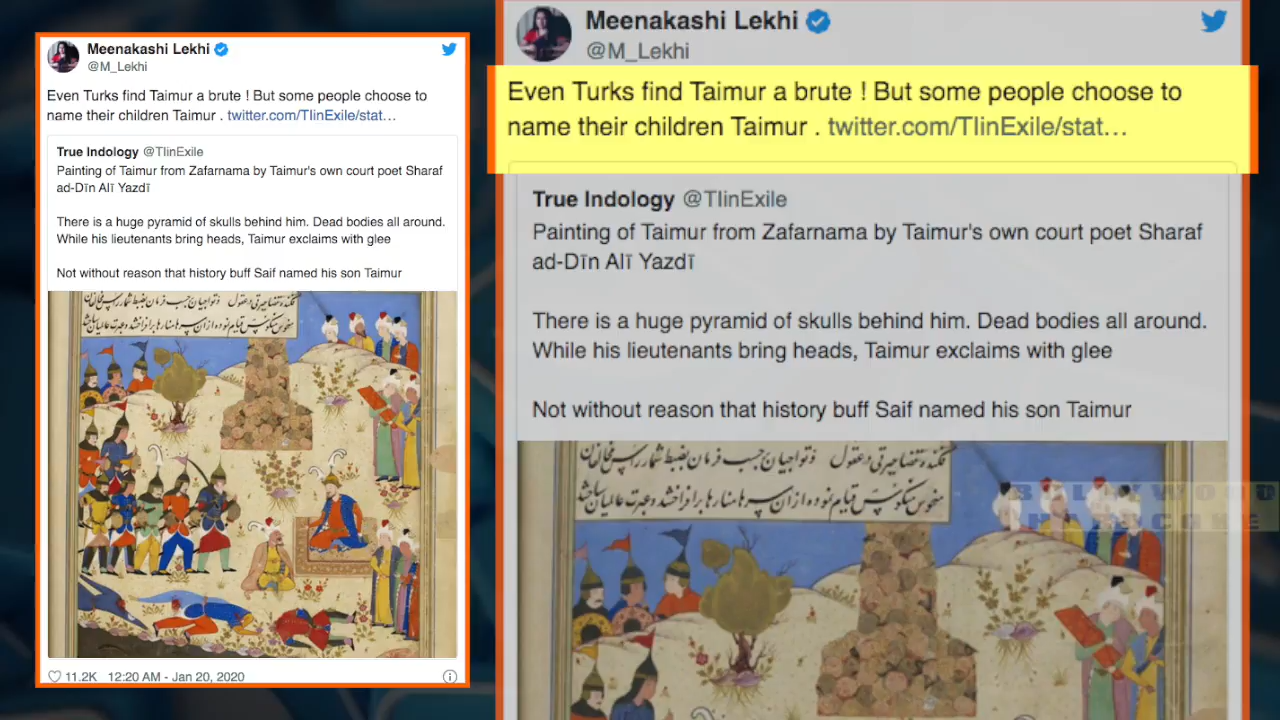 Meenakashi Lekhi
@M_Lekhi
Even Turks find Taimur a brute ! But some people choose to
name their children Taimur . twitter.com/TIinExile/stat…
True Indology @TIinExile
Painting of Taimur from Zafarnama by Taimur's own court poet Sharaf
ad-Dīn Alī Yazdī
There is a huge pyramid of skulls behind him. Dead bodies all around.
While his lieutenants bring heads, Taimur exclaims with glee
Not without reason that history buff Saif named his son Taimur
11.2K 12:20 AM - Jan 20, 2020
Meenakashi Lekhi
@M_Lekhi
Even Turks find Taimur a brute ! But some people choose to
name their children Taimur . twitter.com/TIinExile/stat…
True Indology @TIinExile
Painting of Taimur from Zafarnama by Taimur's own court poet Sharaf
ad-Dīn Alī Yazdī
There is a huge pyramid of skulls behind him. Dead bodies all around.
While his lieutenants bring heads, Taimur exclaims with glee
Not without reason that history buff Saif named his son Taimur
BOLLYWOOD